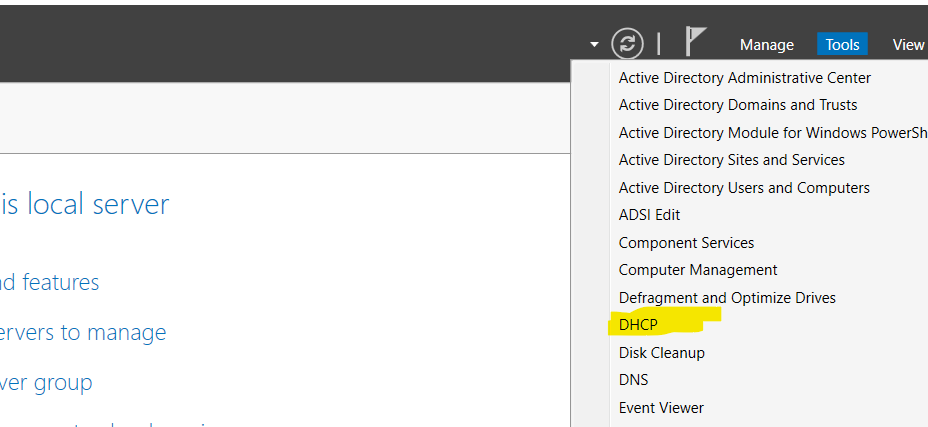 Manage Tools View
Active Directory Administrative Center
Active Directory Domains and Trusts
Active Directory Module for Windows PowerSh
Active Directory Sites and Services
Active Directory Users and Computers
is local server
ADSI Edit
Component Services
Computer Management
nd features
Defragment and Optimize Drives
DHCP
ervers to manage
Disk Cleanup
DNS
ver group
Event Viewer